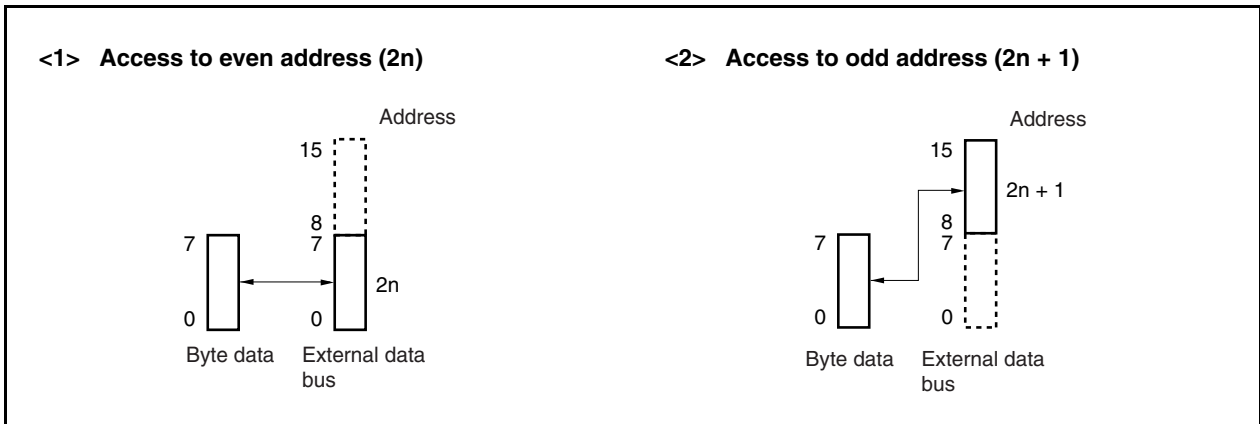 <1> Access to even address (2n)
Address
15
8
7
7
2n
0
0
Byte data
External data
bus
<2> Access to odd address (2n + 1)
Address
15
2n + 1
8
7
7
0
0
Byte data
External data
bus